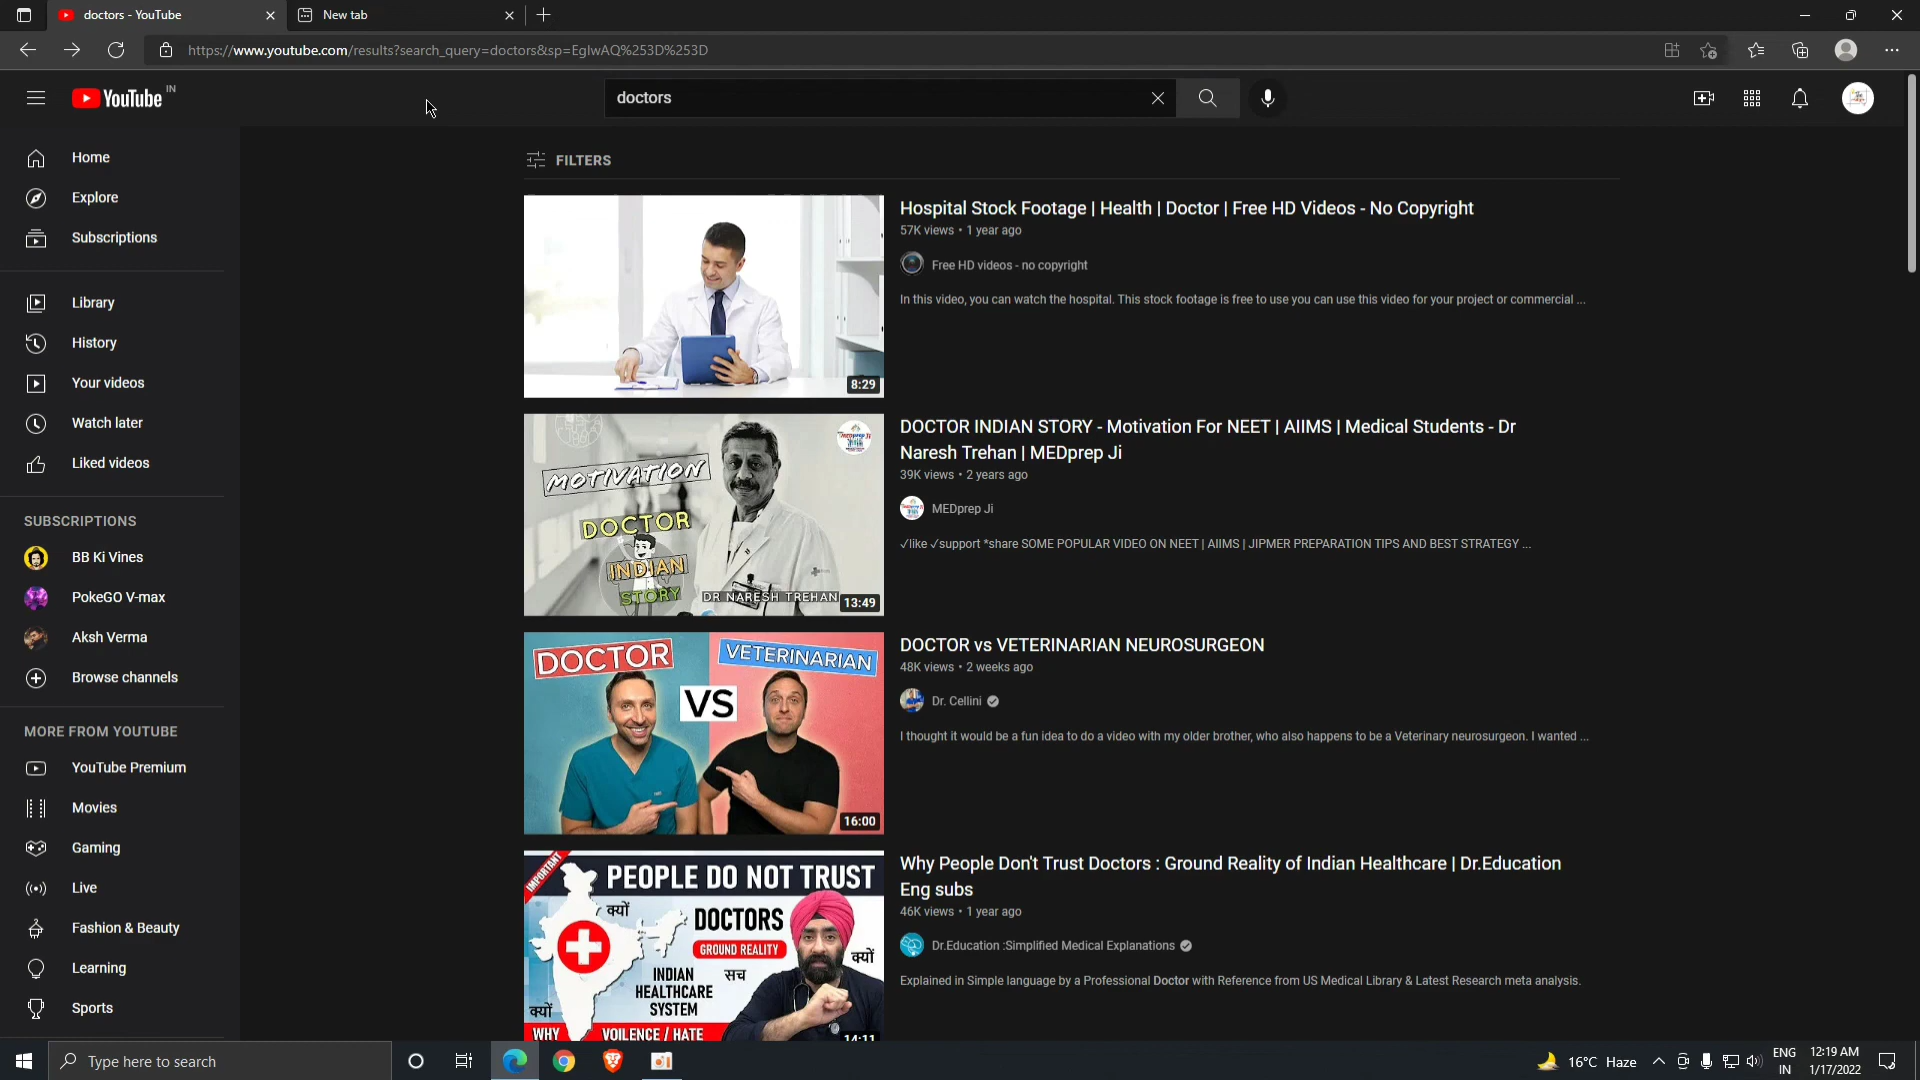 doctors - YouTube
New tab
https://www.youtube.com/results?search_query=doctors&sp=EgIwAQ%253D%253D
YouTube IN
doctors
Home
Explore
Subscriptions
Library
History
Your videos
Watch later
Liked videos
SUBSCRIPTIONS
BB Ki Vines
PokeGO V-max
Aksh Verma
Browse channels
MORE FROM YOUTUBE
YouTube Premium
Movies
Gaming
Live
Fashion & Beauty
Learning
Sports
FILTERS
8:29
Hospital Stock Footage | Health | Doctor | Free HD Videos - No Copyright
57K views • 1 year ago
Free HD videos - no copyright
In this video, you can watch the hospital. This stock footage is free to use you can use this video for your project or commercial ...
MOTIVATION
DOCTOR
INDIAN
STORY
DR NARESH TREHAN
13:49
DOCTOR INDIAN STORY - Motivation For NEET | AIIMS | Medical Students - Dr
Naresh Trehan | MEDprep Ji
39K views • 2 years ago
MEDprep Ji
✓like ✓support *share SOME POPULAR VIDEO ON NEET | AIIMS | JIPMER PREPARATION TIPS AND BEST STRATEGY ...
DOCTOR
VETERINARIAN
VS
16:00
DOCTOR vs VETERINARIAN NEUROSURGEON
48K views • 2 weeks ago
Dr. Cellini
I thought it would be a fun idea to do a video with my older brother, who also happens to be a Veterinary neurosurgeon. I wanted ...
IMPORTANT
PEOPLE DO NOT TRUST
क्यों
DOCTORS
GROUND REALITY
क्यों
INDIAN
सच
HEALTHCARE
SYSTEM
क्यों
WHY
VOILENCE / HATE
14:11
Why People Don't Trust Doctors : Ground Reality of Indian Healthcare | Dr.Education
Eng subs
46K views • 1 year ago
Dr.Education :Simplified Medical Explanations
Explained in Simple language by a Professional Doctor with Reference from US Medical Library & Latest Research meta analysis.
Type here to search
16°C Haze
ENG
IN
12:19 AM
1/17/2022